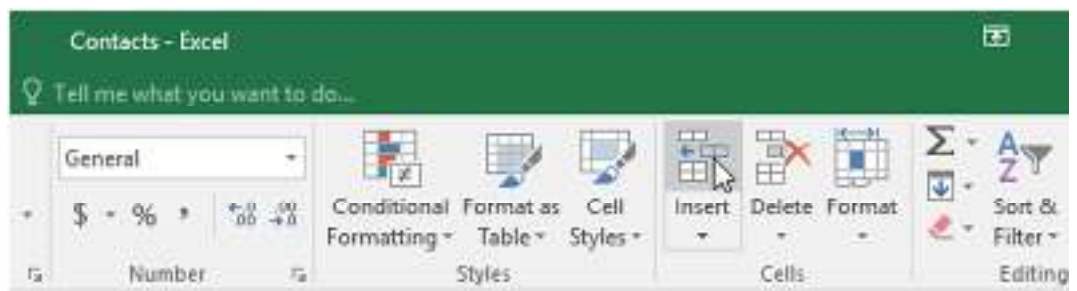 Contacts - Excel
Tell me what you want to do...
General
$ % ,
Conditional Formatting
Format as Table
Cell Styles
Insert
Delete
Format
Sort & Filter
Number
Styles
Cells
Editing